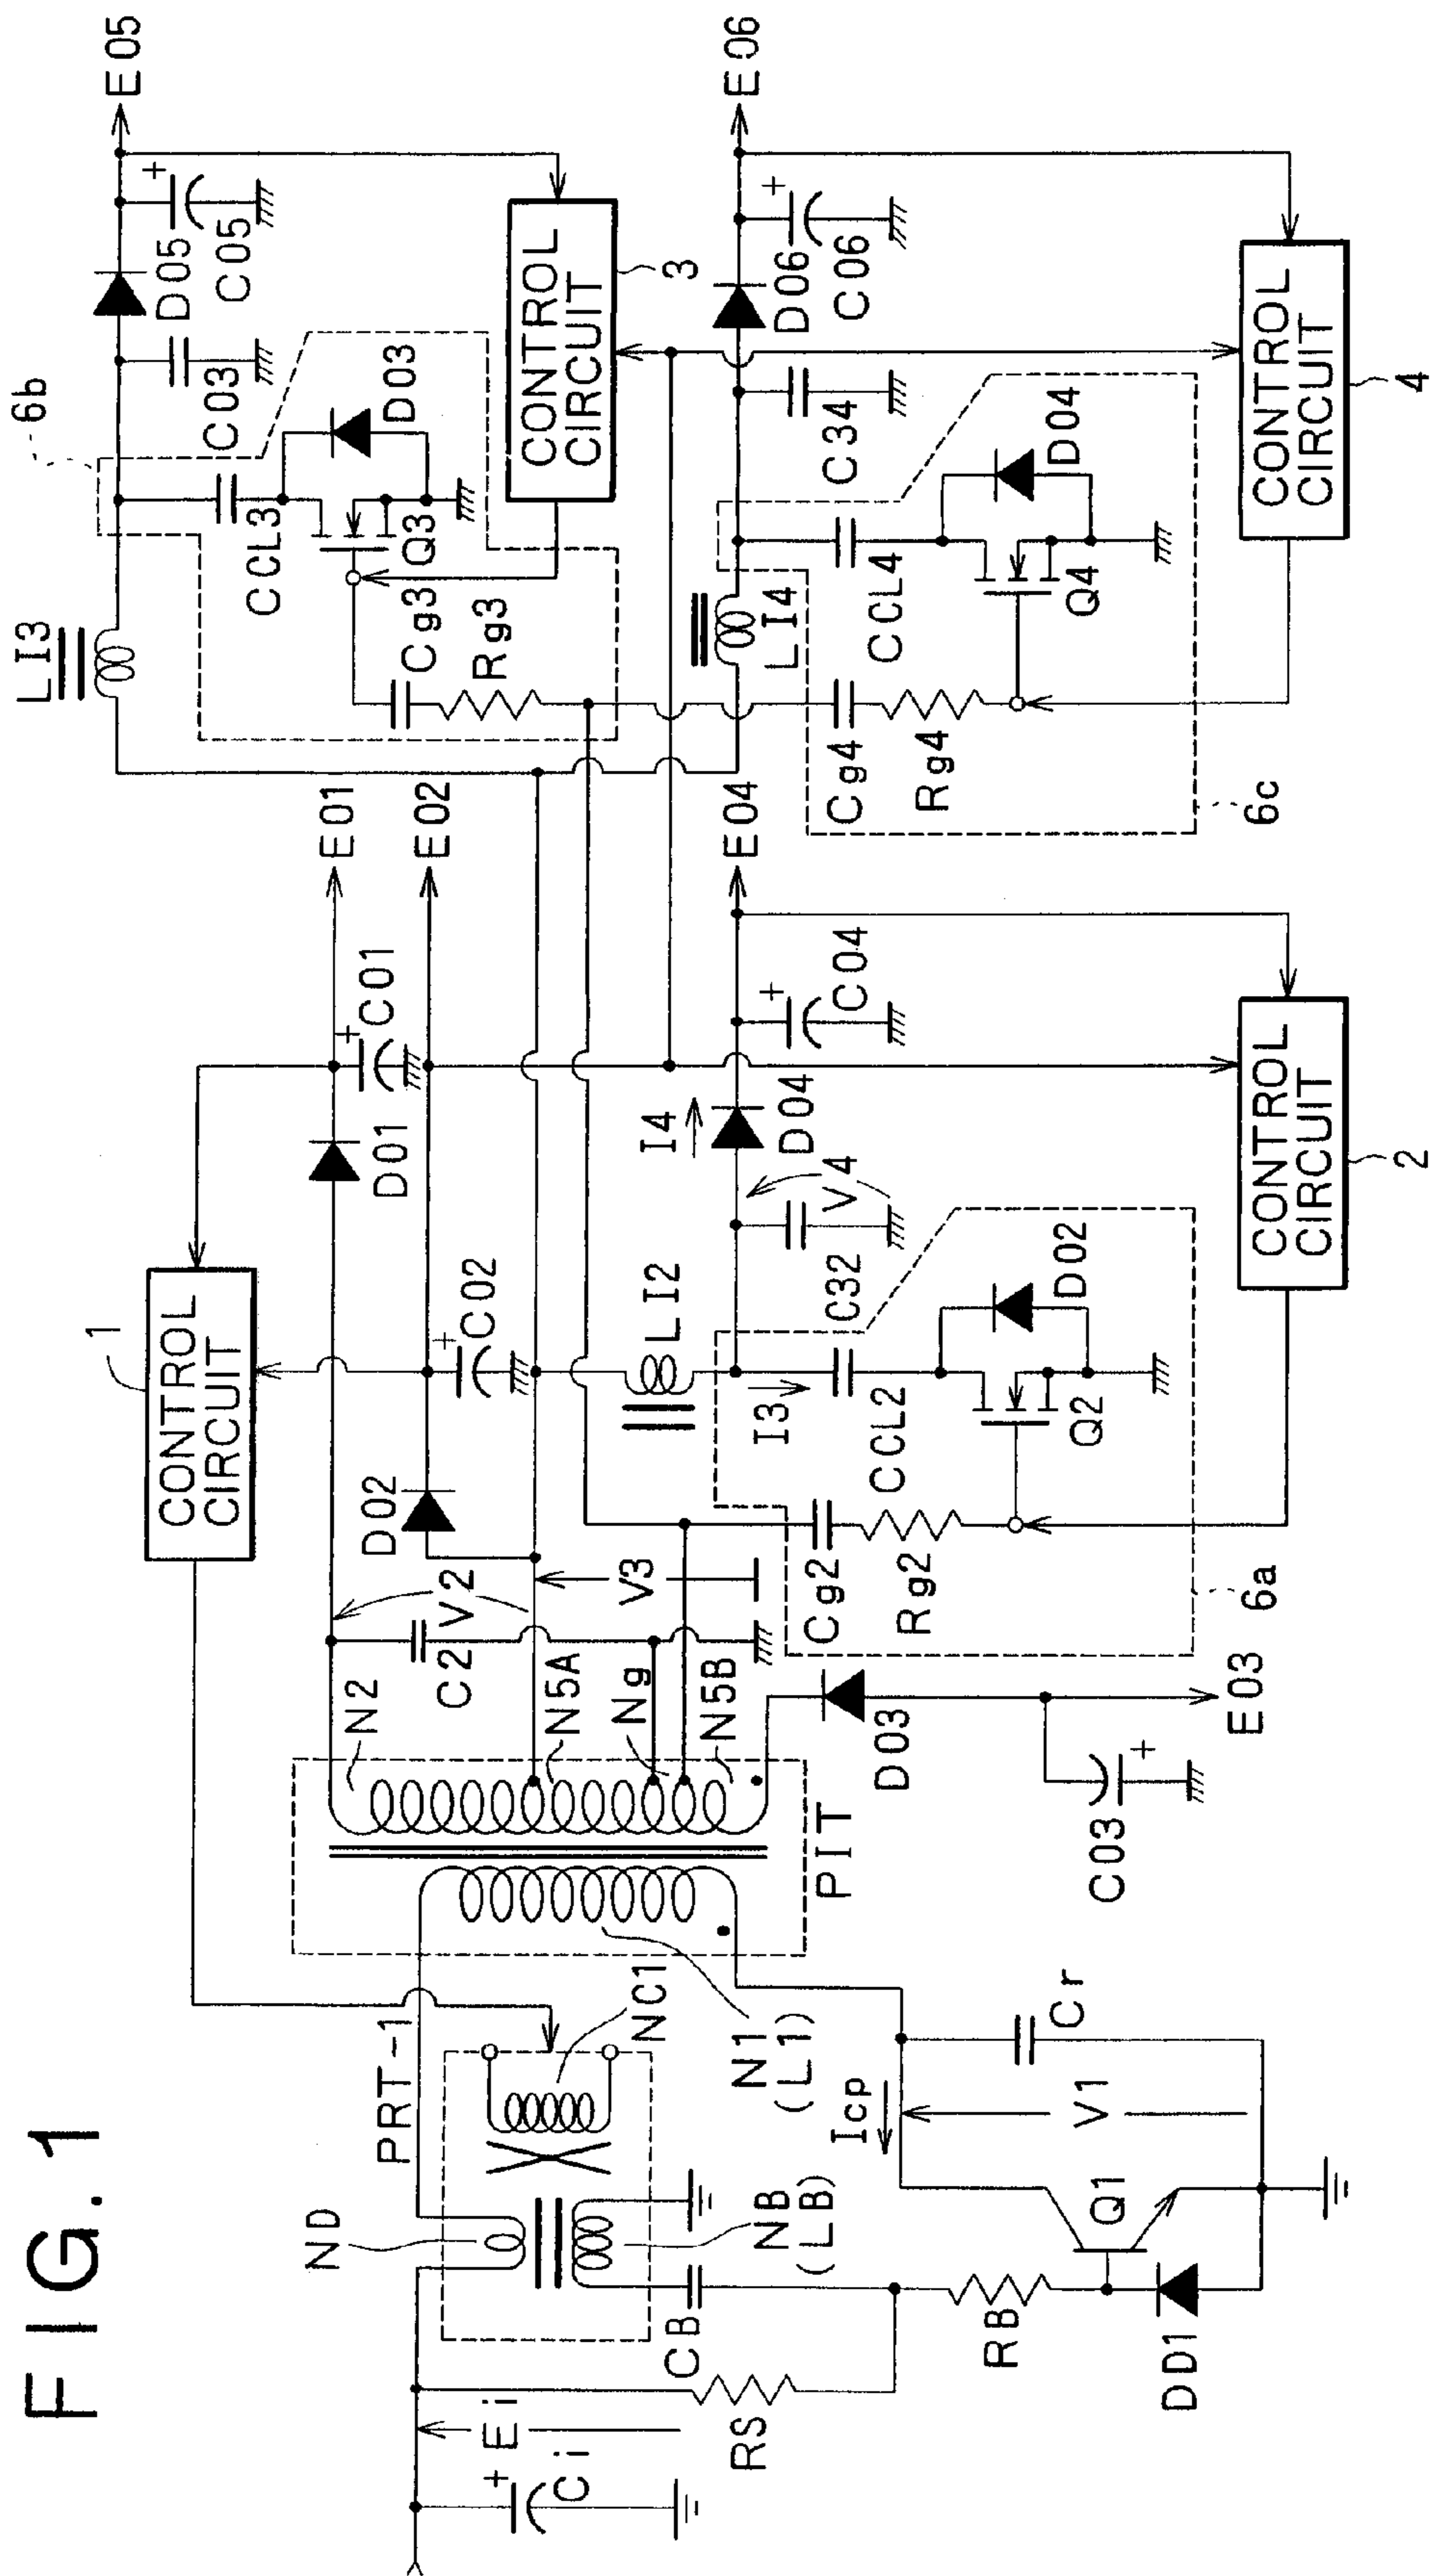 FIG.1
Ei
Ci
+
ND
PRT-1
NC1
NB
(LB)
CB
RS
RB
DD1
Q1
Icp
V1
Cr
N1
(L1)
PIT
N2
N5A
Ng
N5B
C2
V2
V3
D03
C03
+
E03
1
CONTROL
CIRCUIT
D01
+
C01
E01
D02
+
C02
E02
LI2
I3
C32
CCL2
Cg2
Rg2
Q2
D02
6a
V4
I4
D04
+
C04
E04
CONTROL
CIRCUIT
2
LI3
6b
CCL3
C03
D03
Q3
Cg3
Rg3
D05
+
C05
E05
CONTROL
CIRCUIT
3
LI4
CCL4
C34
D04
Q4
Cg4
Rg4
6c
D06
+
C06
E06
CONTROL
CIRCUIT
4